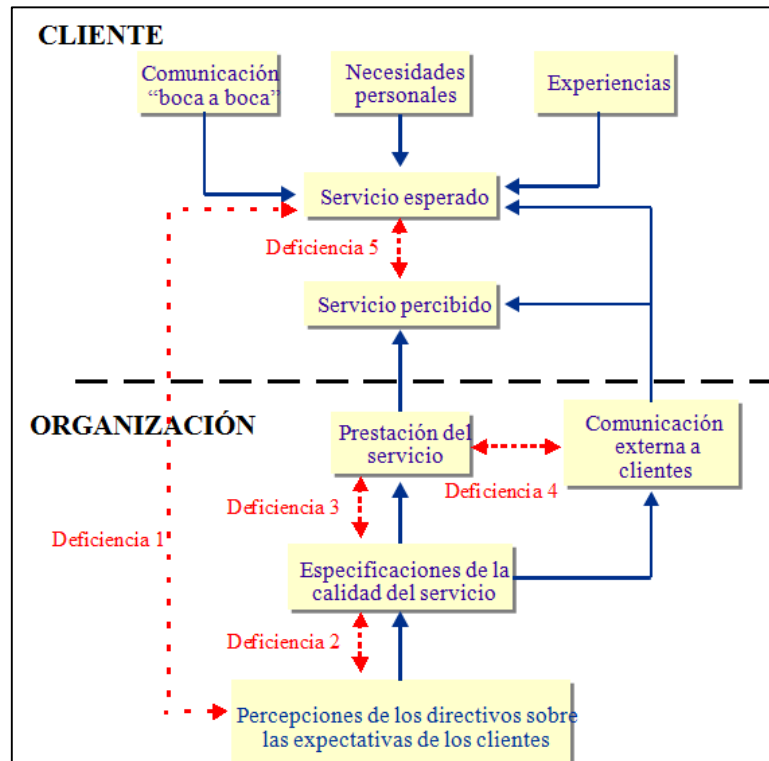 CLIENTE
Comunicación
“boca a boca”
Necesidades
personales
Experiencias
Servicio esperado
Deficiencia 5
Servicio percibido
ORGANIZACIÓN
Prestación del
servicio
Comunicación
externa a
clientes
Deficiencia 4
Deficiencia 3
Deficiencia 1
Especificaciones de la
calidad del servicio
Deficiencia 2
Percepciones de los directivos sobre
las expectativas de los clientes